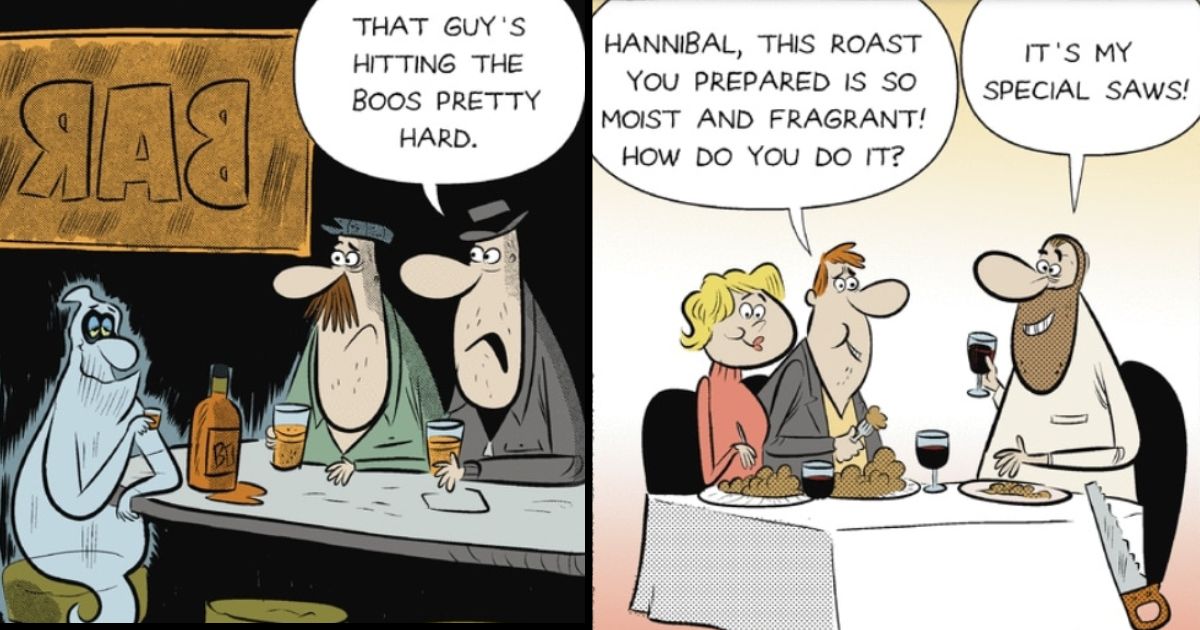 THAT GUY'S
HITTING THE
BOOS PRETTY
HARD.
BAR
HANNIBAL, THIS ROAST
YOU PREPARED IS SO
MOIST AND FRAGRANT!
HOW DO YOU DO IT?
IT'S MY
SPECIAL SAWS!